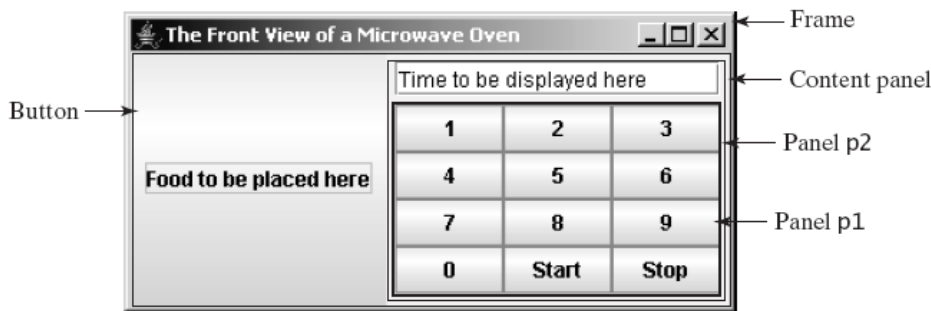 The Front View of a Microwave Oven
Frame
Time to be displayed here
Content panel
Button
1 2 3
Panel p2
Food to be placed here
4 5 6
7 8 9
Panel p1
0 Start Stop